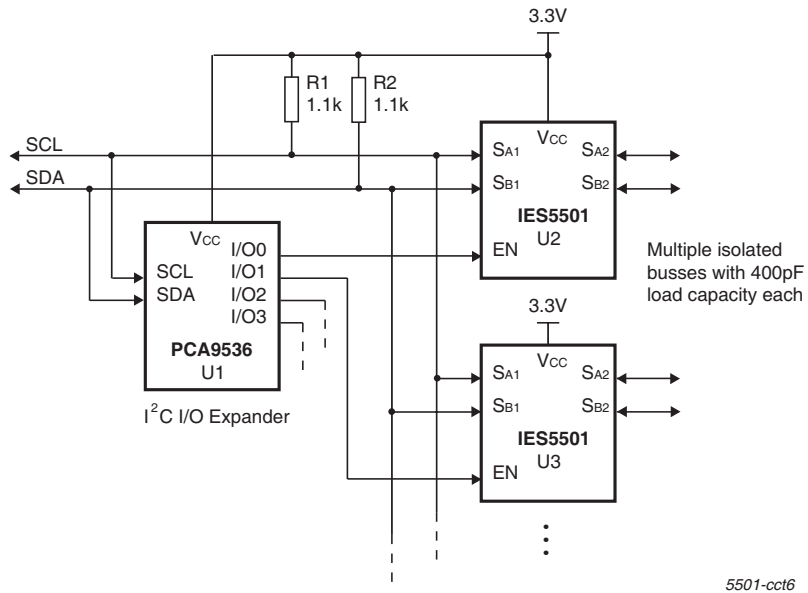 3.3V
R1
1.1k
R2
1.1k
SCL
SDA
VCC
SA1
SA2
SB1
SB2
IES5501
U2
EN
VCC
I/O0
I/O1
I/O2
I/O3
SCL
SDA
PCA9536
U1
I2C I/O Expander
Multiple isolated
busses with 400pF
load capacity each
3.3V
VCC
SA1
SA2
SB1
SB2
IES5501
U3
EN
5501-cct6